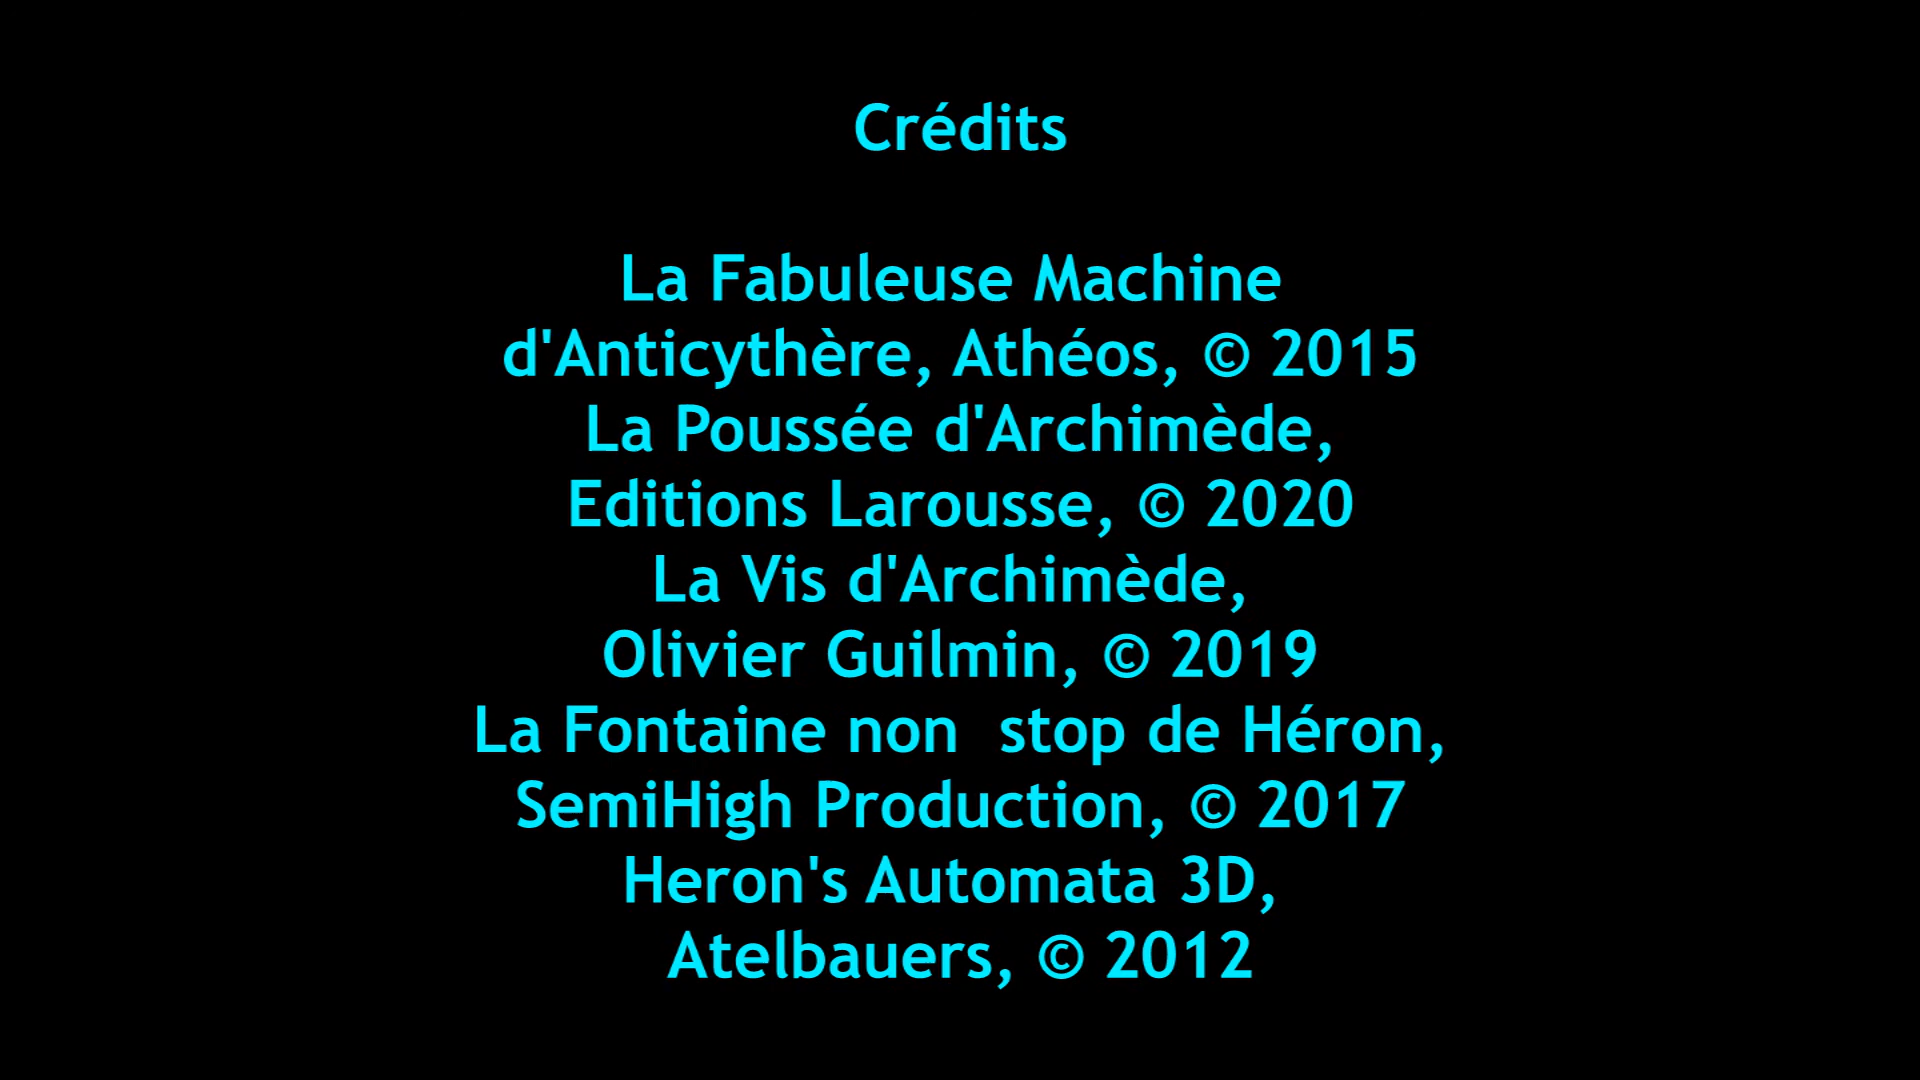 Crédits
La Fabuleuse Machine
d'Anticythère, Athéos, © 2015
La Poussée d'Archimède,
Editions Larousse, © 2020
La Vis d'Archimède,
Olivier Guilmin, © 2019
La Fontaine non  stop de Héron,
SemiHigh Production, © 2017
Heron's Automata 3D,
Atelbauers, © 2012